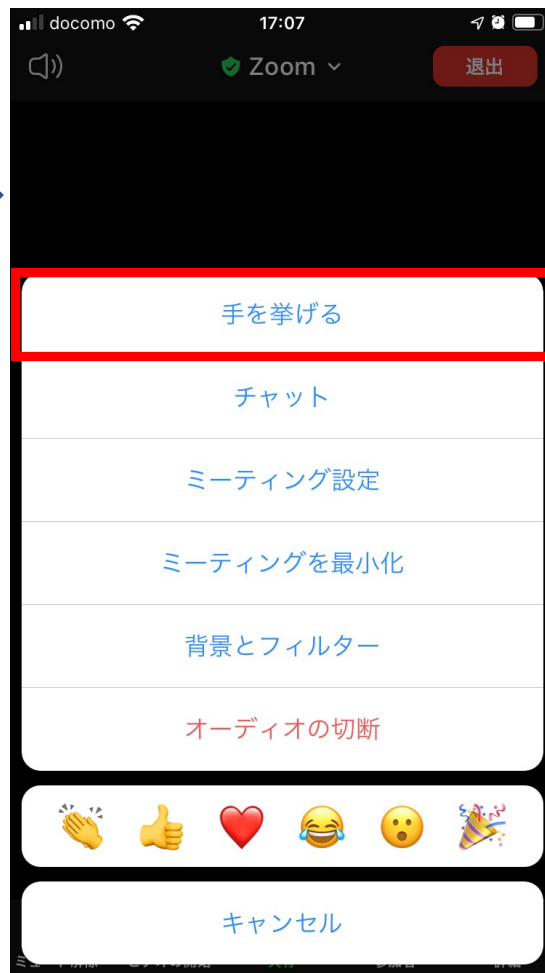 docomo 17:07
Zoom 退出
手を挙げる
チャット
ミーティング設定
ミーティングを最小化
背景とフィルター
オーディオの切断
キャンセル